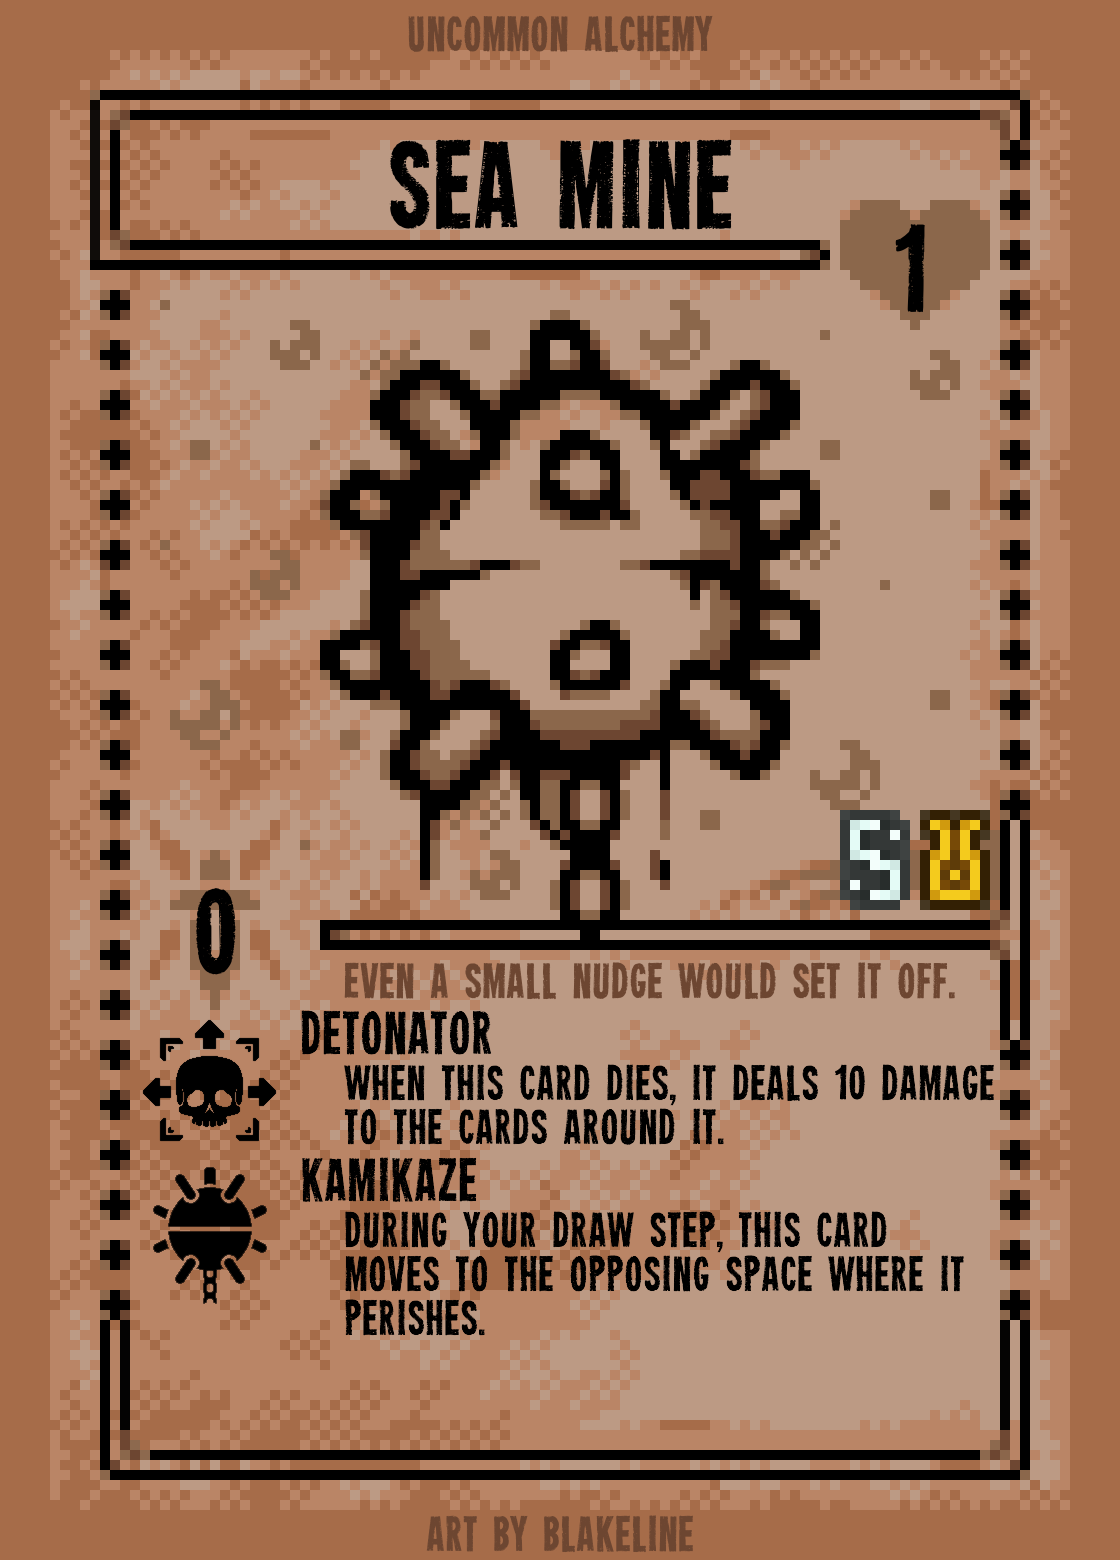 UNCOMMON ALCHEMY
SEA MINE
1
S
0
EVEN A SMALL NUDGE WOULD SET IT OFF.
DETONATOR
WHEN THIS CARD DIES, IT DEALS 10 DAMAGE
TO THE CARDS AROUND IT.
KAMIKAZE
DURING YOUR DRAW STEP, THIS CARD
MOVES TO THE OPPOSING SPACE WHERE IT
PERISHES.
ART BY BLAKELINE